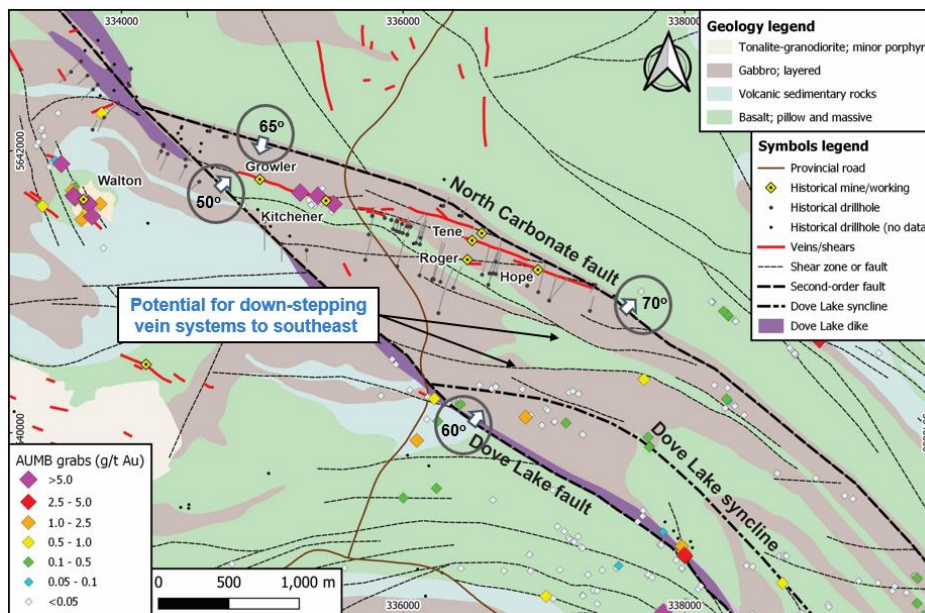 334000
336000
338000
Geology legend
Tonalite-granodiorite; minor porphyr
Gabbro; layered
Volcanic sedimentary rocks
Basalt; pillow and massive
Symbols legend
Provincial road
Historical mine/working
Historical drillhole
Historical drillhole (no data
Veins/shears
Shear zone or fault
Second-order fault
Dove Lake syncline
Dove Lake dike
5642000
65°
Growler
Walton
50°
Kitchener
North Carbonate fault
Tene
Roger
Hope
70°
Potential for down-stepping
vein systems to southeast
60°
Dove Lake fault
Dove Lake syncline
AUMB grabs (g/t Au)
>5.0
2.5 - 5.0
1.0 - 2.5
0.5 - 1.0
0.1 - 0.5
0.05 - 0.1
<0.05
0 500 1,000 m
336000
338000